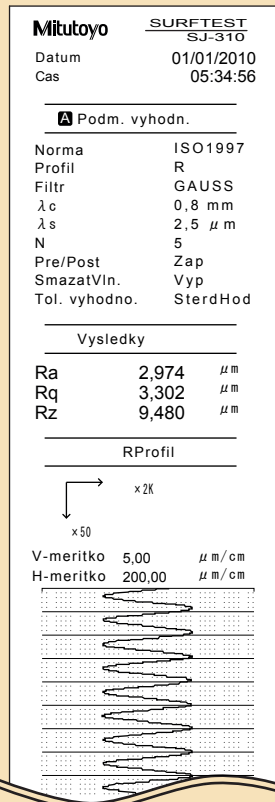 Mitutoyo SURFTEST
SJ-310
Datum 01/01/2010
Cas 05:34:56
A Podm. vyhodn.
Norma ISO1997
Profil R
Filtr GAUSS
λc 0,8 mm
λs 2,5 μm
N 5
Pre/Post Zap
SmazatVln. Vyp
Tol. vyhodno. SterdHod
Vysledky
Ra 2,974 μm
Rq 3,302 μm
Rz 9,480 μm
RProfil
×2K
×50
V-meritko 5,00 μm/cm
H-meritko 200,00 μm/cm